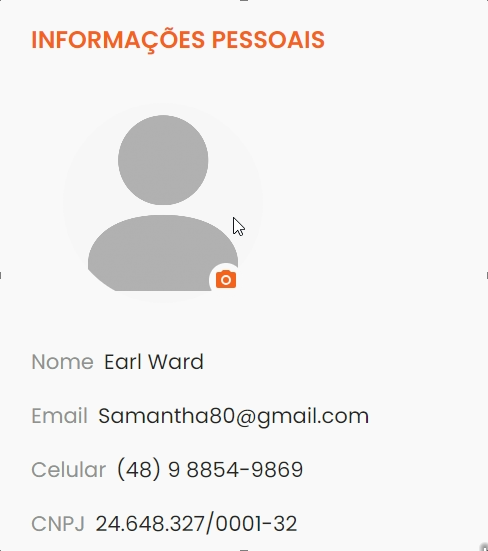 INFORMAÇÕES PESSOAIS
Nome Earl Ward
Email Samantha80@gmail.com
Celular (48) 9 8854-9869
CNPJ 24.648.327/0001-32